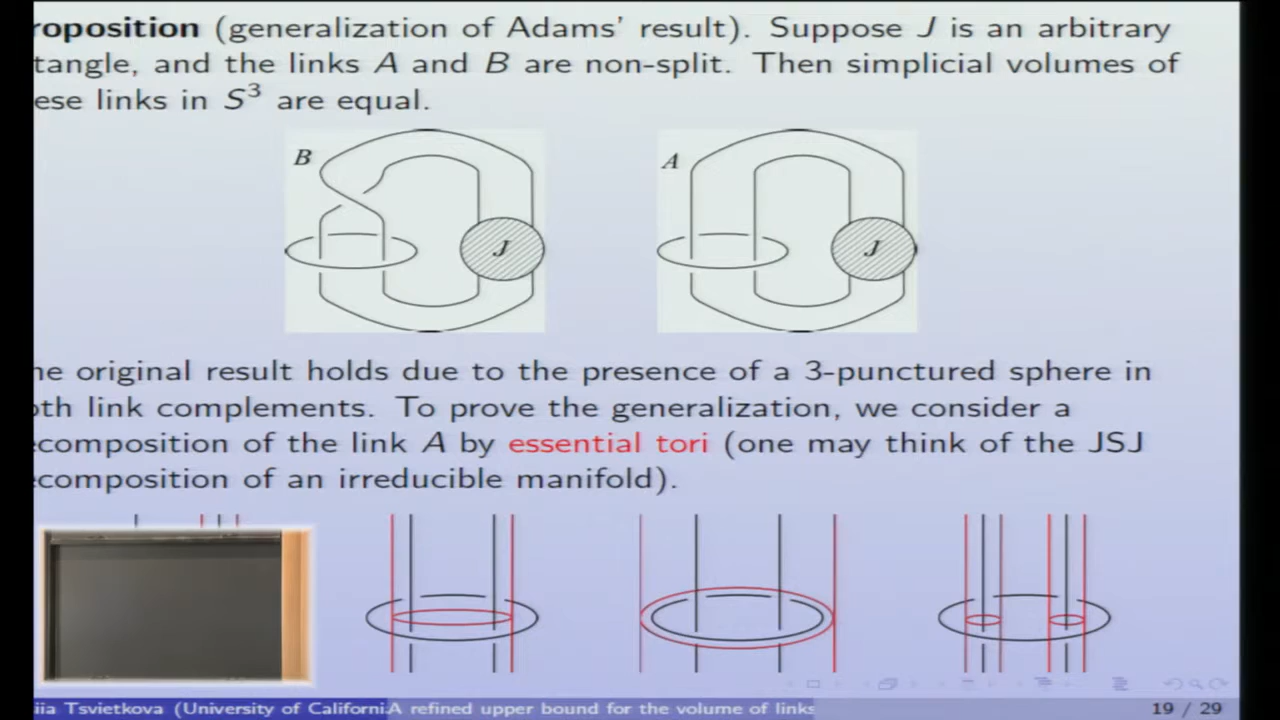 roposition (generalization of Adams' result). Suppose J is an arbitrary
tangle, and the links A and B are non-split. Then simplicial volumes of
ese links in S³ are equal.
B
A
J
J
he original result holds due to the presence of a 3-punctured sphere in
oth link complements. To prove the generalization, we consider a
ecomposition of the link A by essential tori (one may think of the JSJ
ecomposition of an irreducible manifold).
iia Tsvietkova (University of Californi A refined upper bound for the volume of links 19 / 29